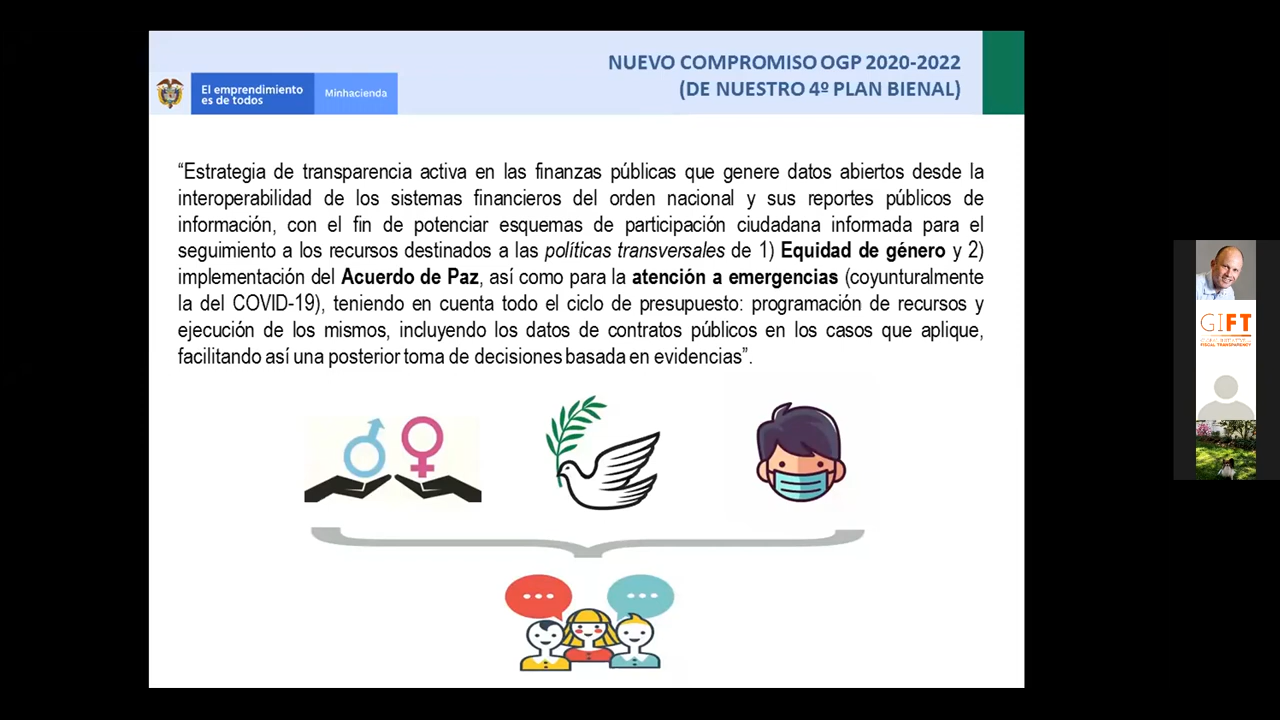 NUEVO COMPROMISO OGP 2020-2022
(DE NUESTRO 4º PLAN BIENAL)
El emprendimiento
es de todos
Minhacienda
“Estrategia de transparencia activa en las finanzas públicas que genere datos abiertos desde la
interoperabilidad de los sistemas financieros del orden nacional y sus reportes públicos de
información, con el fin de potenciar esquemas de participación ciudadana informada para el
seguimiento a los recursos destinados a las políticas transversales de 1) Equidad de género y 2)
implementación del Acuerdo de Paz, así como para la atención a emergencias (coyunturalmente
la del COVID-19), teniendo en cuenta todo el ciclo de presupuesto: programación de recursos y
ejecución de los mismos, incluyendo los datos de contratos públicos en los casos que aplique,
facilitando así una posterior toma de decisiones basada en evidencias”.
GIFT
FISCAL TRANSPARENCY